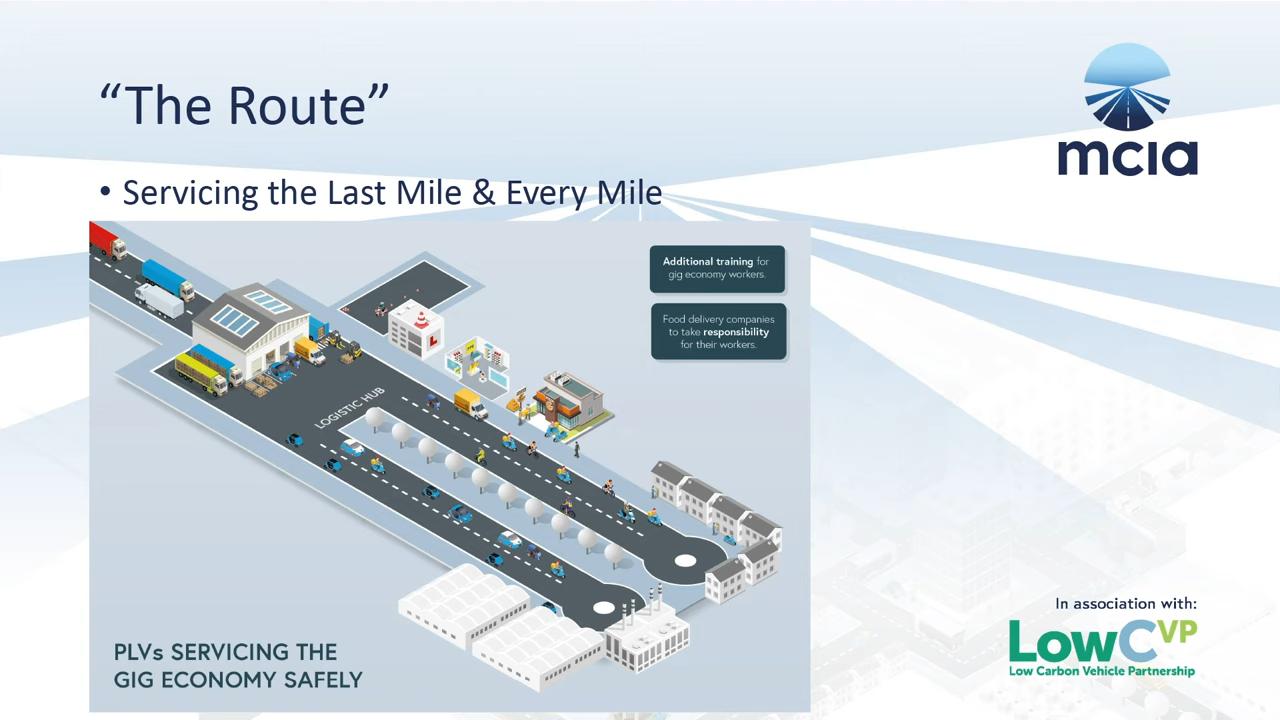 “The Route”
mcia
• Servicing the Last Mile & Every Mile
Additional training for
gig economy workers.
Food delivery companies
to take responsibility
for their workers.
L
LOGISTIC HUB
PLVs SERVICING THE
GIG ECONOMY SAFELY
In association with:
LowCVP
Low Carbon Vehicle Partnership